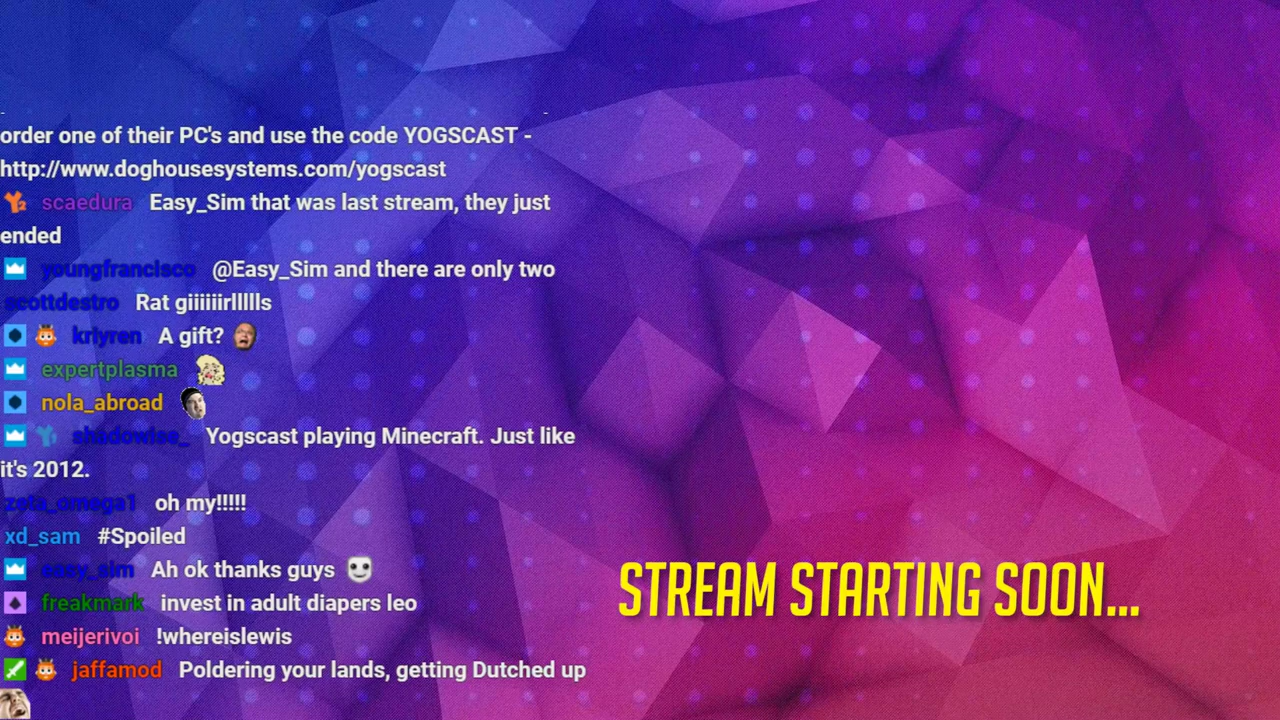 order one of their PC's and use the code YOGSCAST -
http://www.doghousesystems.com/yogscast
scaedura Easy_Sim that was last stream, they just
ended
youngfrancisco @Easy_Sim and there are only two
scottdestro Rat giiiiiirlllllls
krlyren A gift?
expertplasma
nola_abroad
shadowise_ Yogscast playing Minecraft. Just like
it's 2012.
zeta_omega1 oh my!!!!!
xd_sam #Spoiled
easy_sim Ah ok thanks guys
freakmark invest in adult diapers leo
meijerivoi !whereislewis
jaffamod Poldering your lands, getting Dutched up
STREAM STARTING SOON...